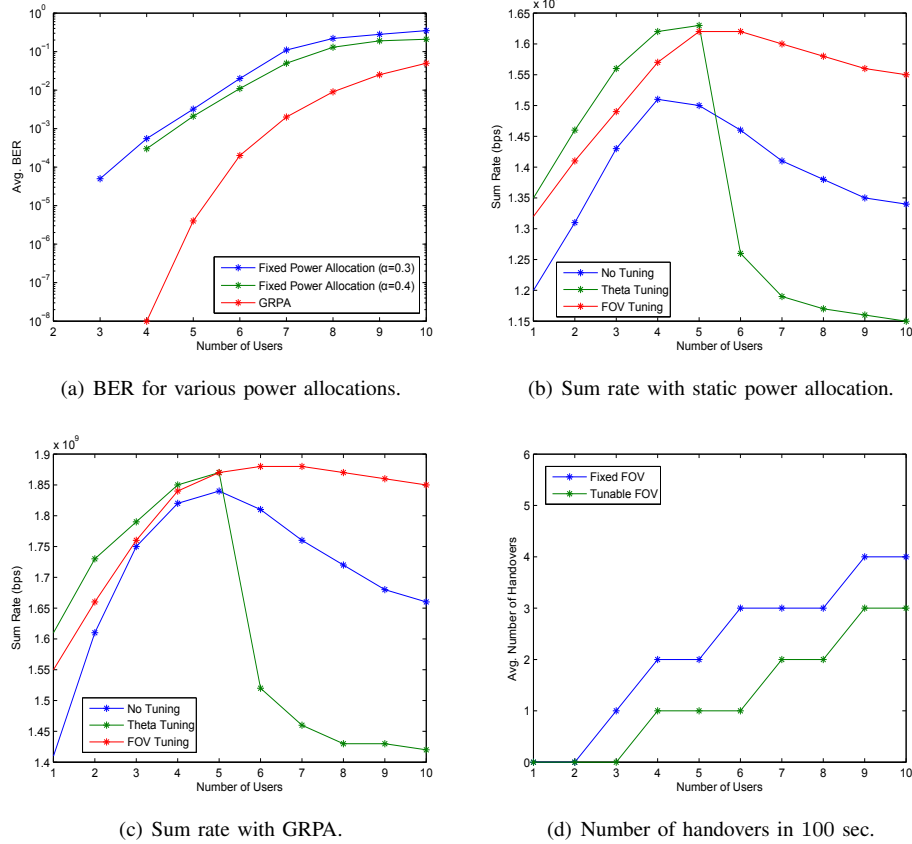 10⁰
10⁻¹
10⁻²
10⁻³
10⁻⁴
10⁻⁵
10⁻⁶
10⁻⁷
10⁻⁸
Avg. BER
Fixed Power Allocation (α=0.3)
Fixed Power Allocation (α=0.4)
GRPA
2 3 4 5 6 7 8 9 10
Number of Users
(a) BER for various power allocations.
x 10
1.65
1.6
1.55
1.5
1.45
1.4
1.35
1.3
1.25
1.2
1.15
Sum Rate (bps)
No Tuning
Theta Tuning
FOV Tuning
1 2 3 4 5 6 7 8 9 10
Number of Users
(b) Sum rate with static power allocation.
x 10⁹
1.9
1.85
1.8
1.75
1.7
1.65
1.6
1.55
1.5
1.45
1.4
Sum Rate (bps)
No Tuning
Theta Tuning
FOV Tuning
1 2 3 4 5 6 7 8 9 10
Number of Users
(c) Sum rate with GRPA.
6
5
4
3
2
1
0
Avg. Number of Handovers
Fixed FOV
Tunable FOV
1 2 3 4 5 6 7 8 9 10
Number of Users
(d) Number of handovers in 100 sec.